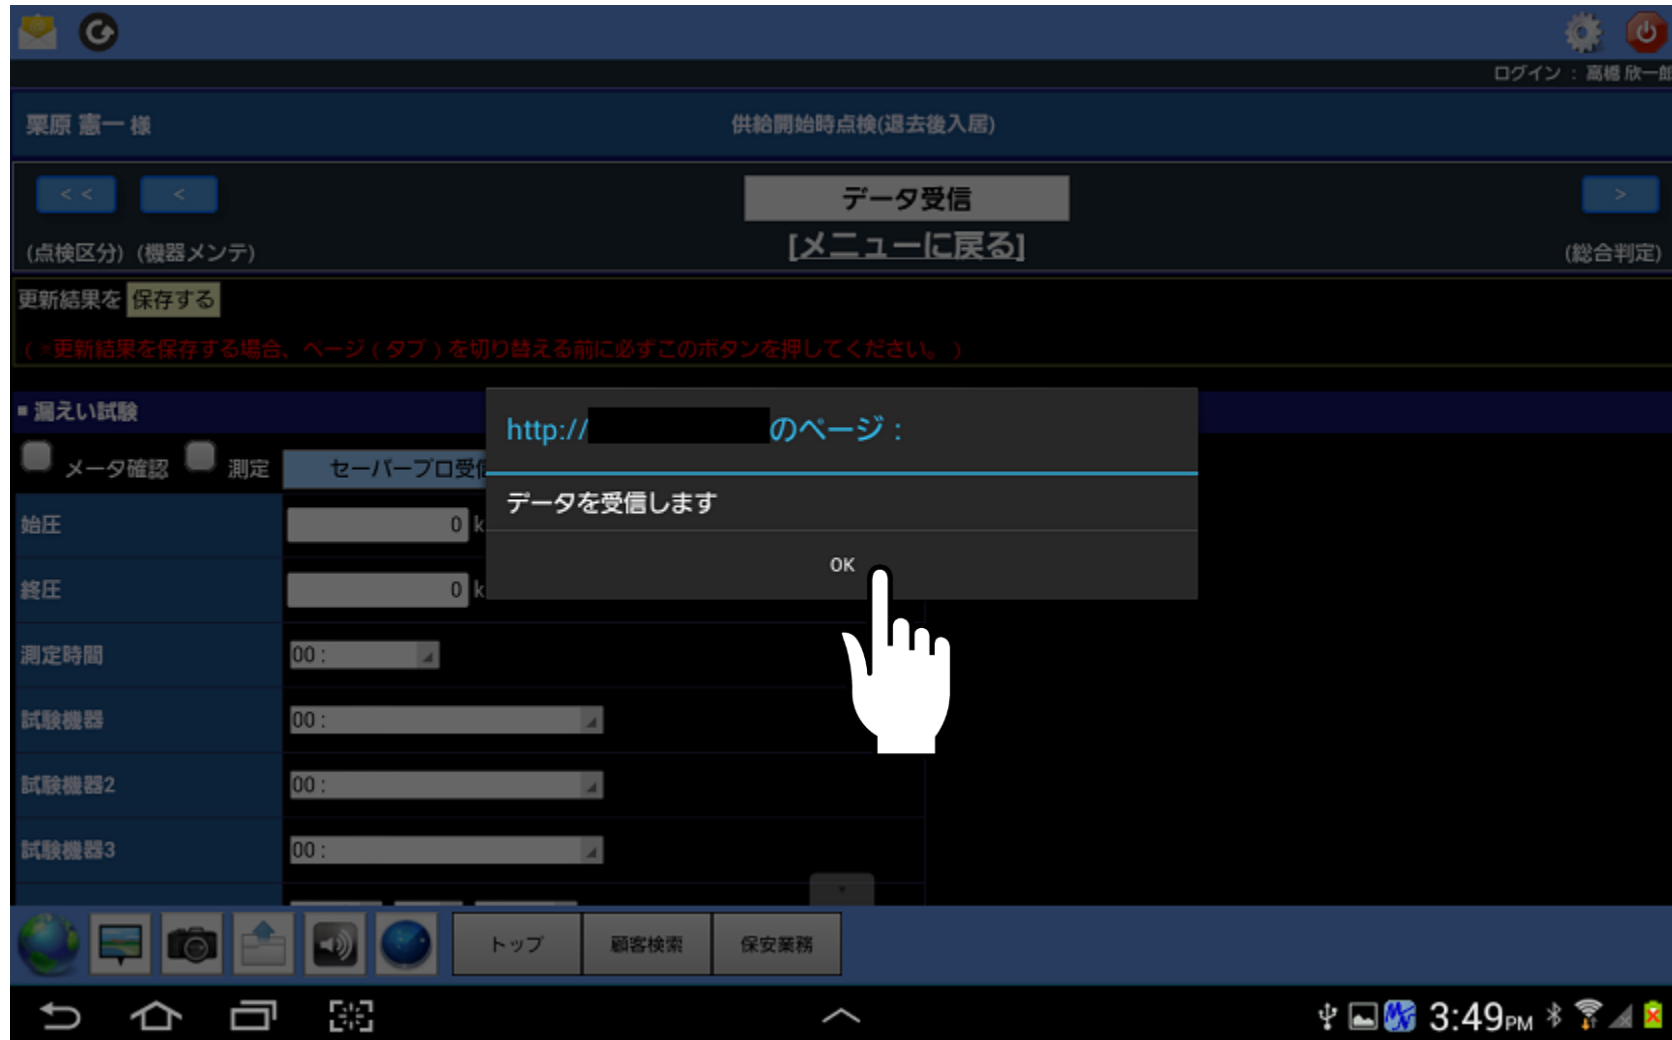 ログイン : 高橋 欣一郎
栗原 憲一 様
供給開始時点検(退去後入居)
< <
<
データ受信
>
(点検区分) (機器メンテ)
[メニューに戻る]
(総合判定)
更新結果を 保存する
(※更新結果を保存する場合、ページ(タブ)を切り替える前に必ずこのボタンを押してください。)
■ 漏えい試験
http://
のページ :
メータ確認
測定
セーバープロ受信
データを受信します
始圧
0 k
OK
終圧
0 k
測定時間
00 :
試験機器
00 :
試験機器2
00 :
試験機器3
00 :
トップ
顧客検索
保安業務
3:49PM